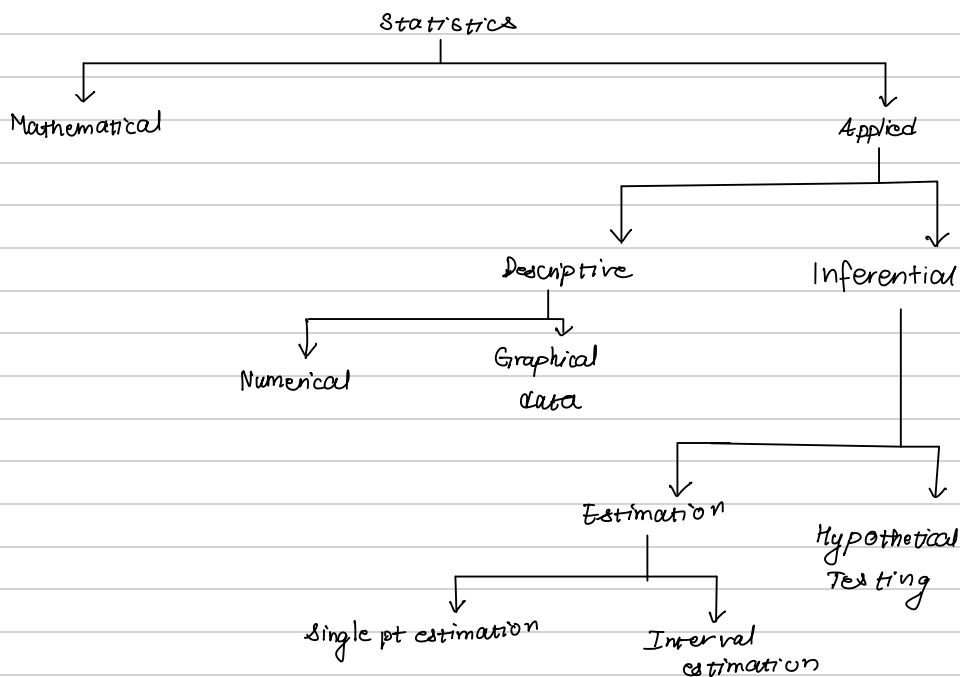 Statistics
Mathematical
Applied
Descriptive
Inferential
Numerical
Graphical
data
Estimation
Hypothetical
Testing
Single pt estimation
Interval
estimation